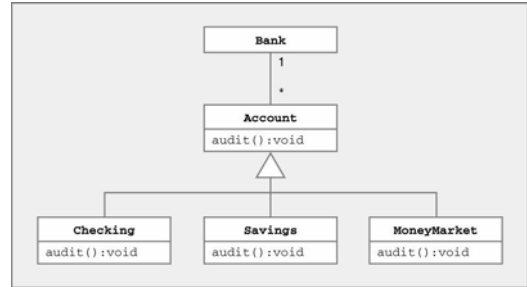 Bank
1
*
Account
audit():void
Checking
audit():void
Savings
audit():void
MoneyMarket
audit():void